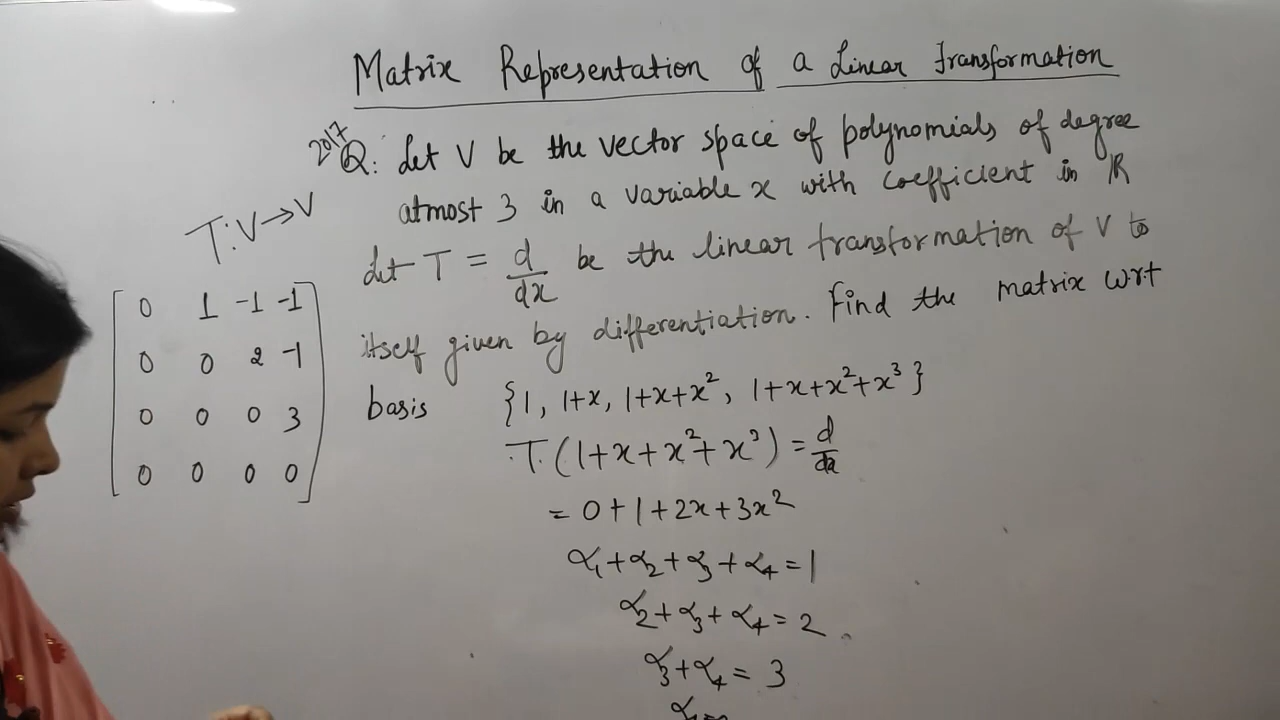 Matrix Representation of a Linear Transformation
2017
Q: Let V be the vector space of polynomials of degree
atmost 3 in a variable x with coefficient in ℝ
T:V→V
Let T = d/dx be the linear transformation of V to
itself given by differentiation. Find the matrix wrt
basis {1, 1+x, 1+x+x², 1+x+x²+x³}
0 1 -1 -1
0 0 2 -1
0 0 0 3
0 0 0 0
T(1+x+x²+x³) = d/dx
= 0+1+2x+3x²
α₁+α₂+α₃+α₄=1
α₂+α₃+α₄=2
α₃+α₄=3